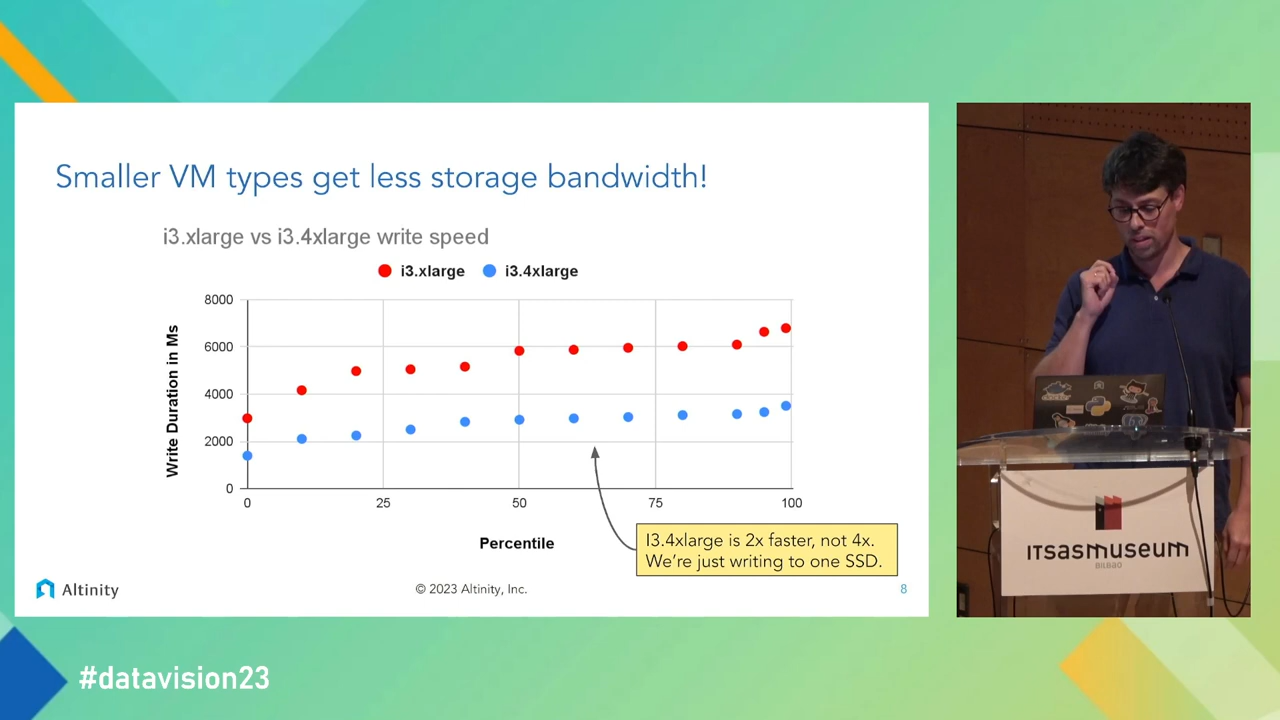 Smaller VM types get less storage bandwidth!
i3.xlarge vs i3.4xlarge write speed
i3.xlarge
i3.4xlarge
Write Duration in Ms
8000
6000
4000
2000
0
0
25
50
75
100
Percentile
I3.4xlarge is 2x faster, not 4x.
We're just writing to one SSD.
Altinity
© 2023 Altinity, Inc.
8
ITSASMUSEUM
BILBAO
#datavision23